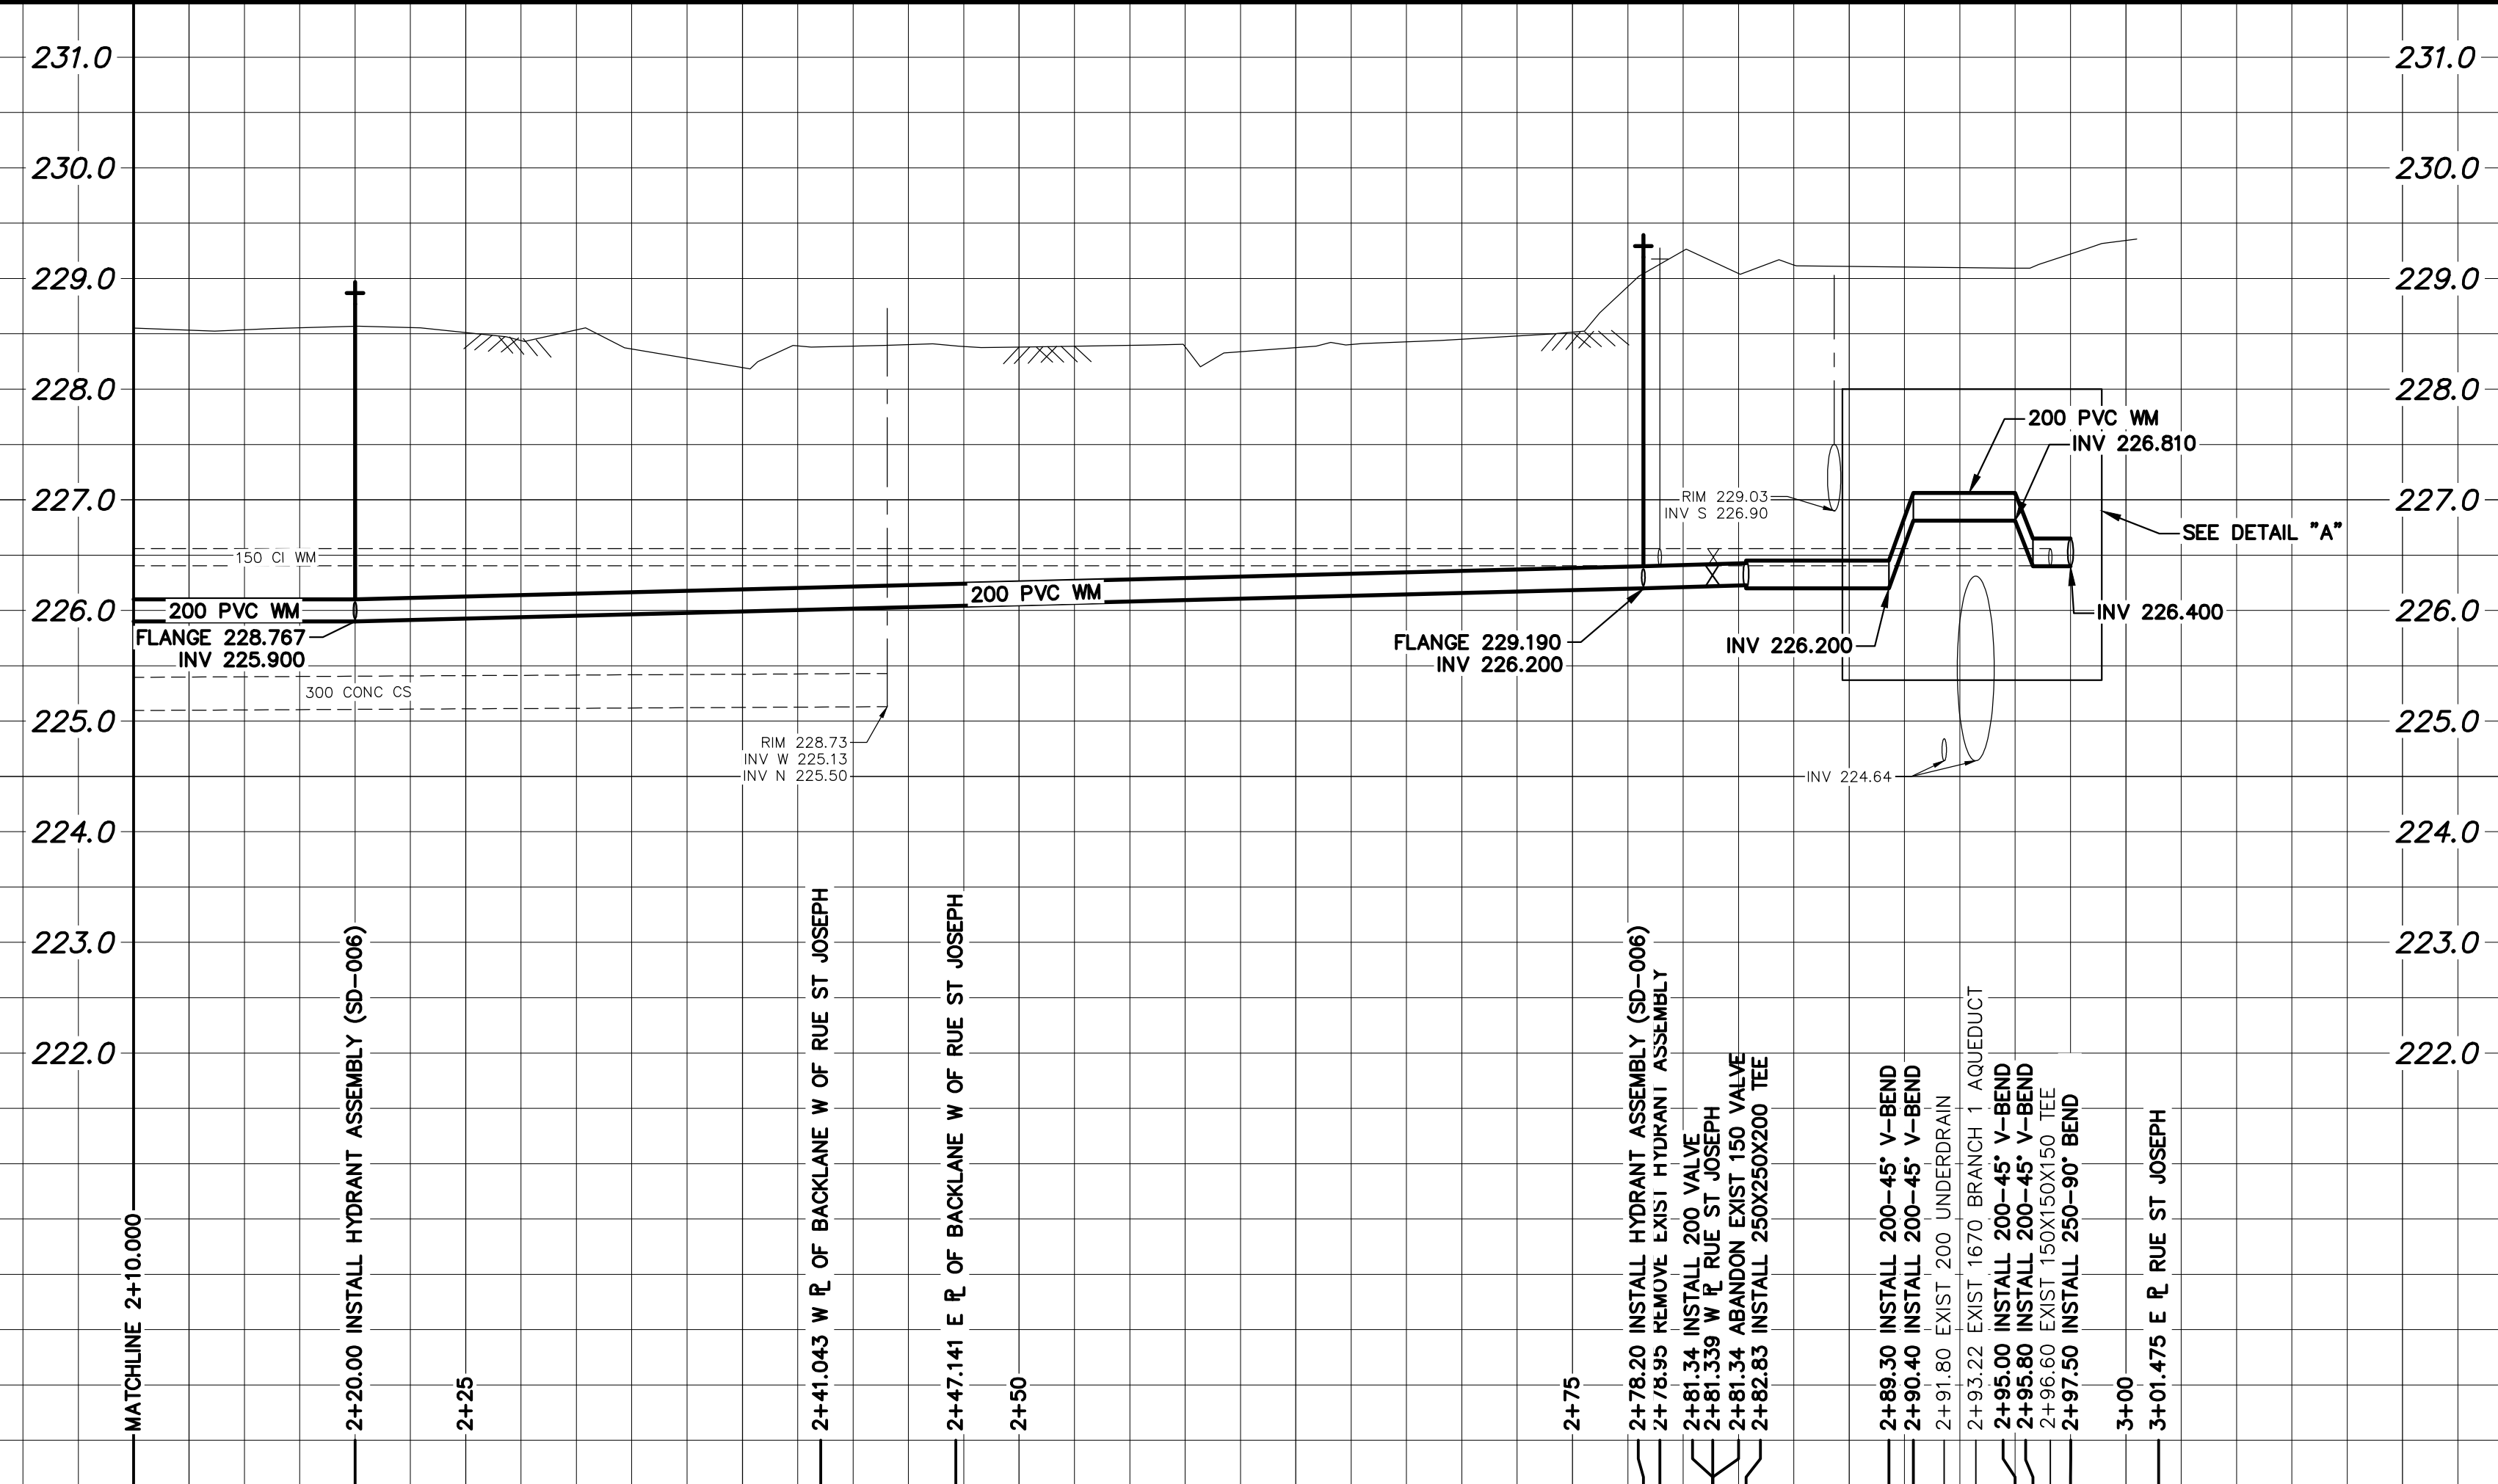 231.0
231.0
230.0
230.0
229.0
229.0
228.0
228.0
200 PVC WM
INV 226.810
227.0
RIM 229.03
INV S 226.90
227.0
SEE DETAIL "A"
150 CI WM
226.0
200 PVC WM
200 PVC WM
INV 226.400
226.0
FLANGE 228.767
INV 225.900
FLANGE 229.190
INV 226.200
INV 226.200
300 CONC CS
225.0
225.0
RIM 228.73
INV W 225.13
INV N 225.50
INV 224.64
224.0
224.0
223.0
223.0
222.0
222.0
MATCHLINE 2+10.000
2+20.00 INSTALL HYDRANT ASSEMBLY (SD-006)
2+25
2+41.043 W PL OF BACKLANE W OF RUE ST JOSEPH
2+47.141 E PL OF BACKLANE W OF RUE ST JOSEPH
2+50
2+75
2+78.20 INSTALL HYDRANT ASSEMBLY (SD-006)
2+78.95 REMOVE EXIST HYDRANT ASSEMBLY
2+81.34 INSTALL 200 VALVE
2+81.339 W PL RUE ST JOSEPH
2+81.34 ABANDON EXIST 150 VALVE
2+82.83 INSTALL 250X250X200 TEE
2+89.30 INSTALL 200-45° V-BEND
2+90.40 INSTALL 200-45° V-BEND
2+91.80 EXIST 200 UNDERDRAIN
2+93.22 EXIST 1670 BRANCH 1 AQUEDUCT
2+95.00 INSTALL 200-45° V-BEND
2+95.80 INSTALL 200-45° V-BEND
2+96.60 EXIST 150X150X150 TEE
2+97.50 INSTALL 250-90° BEND
3+00
3+01.475 E PL RUE ST JOSEPH